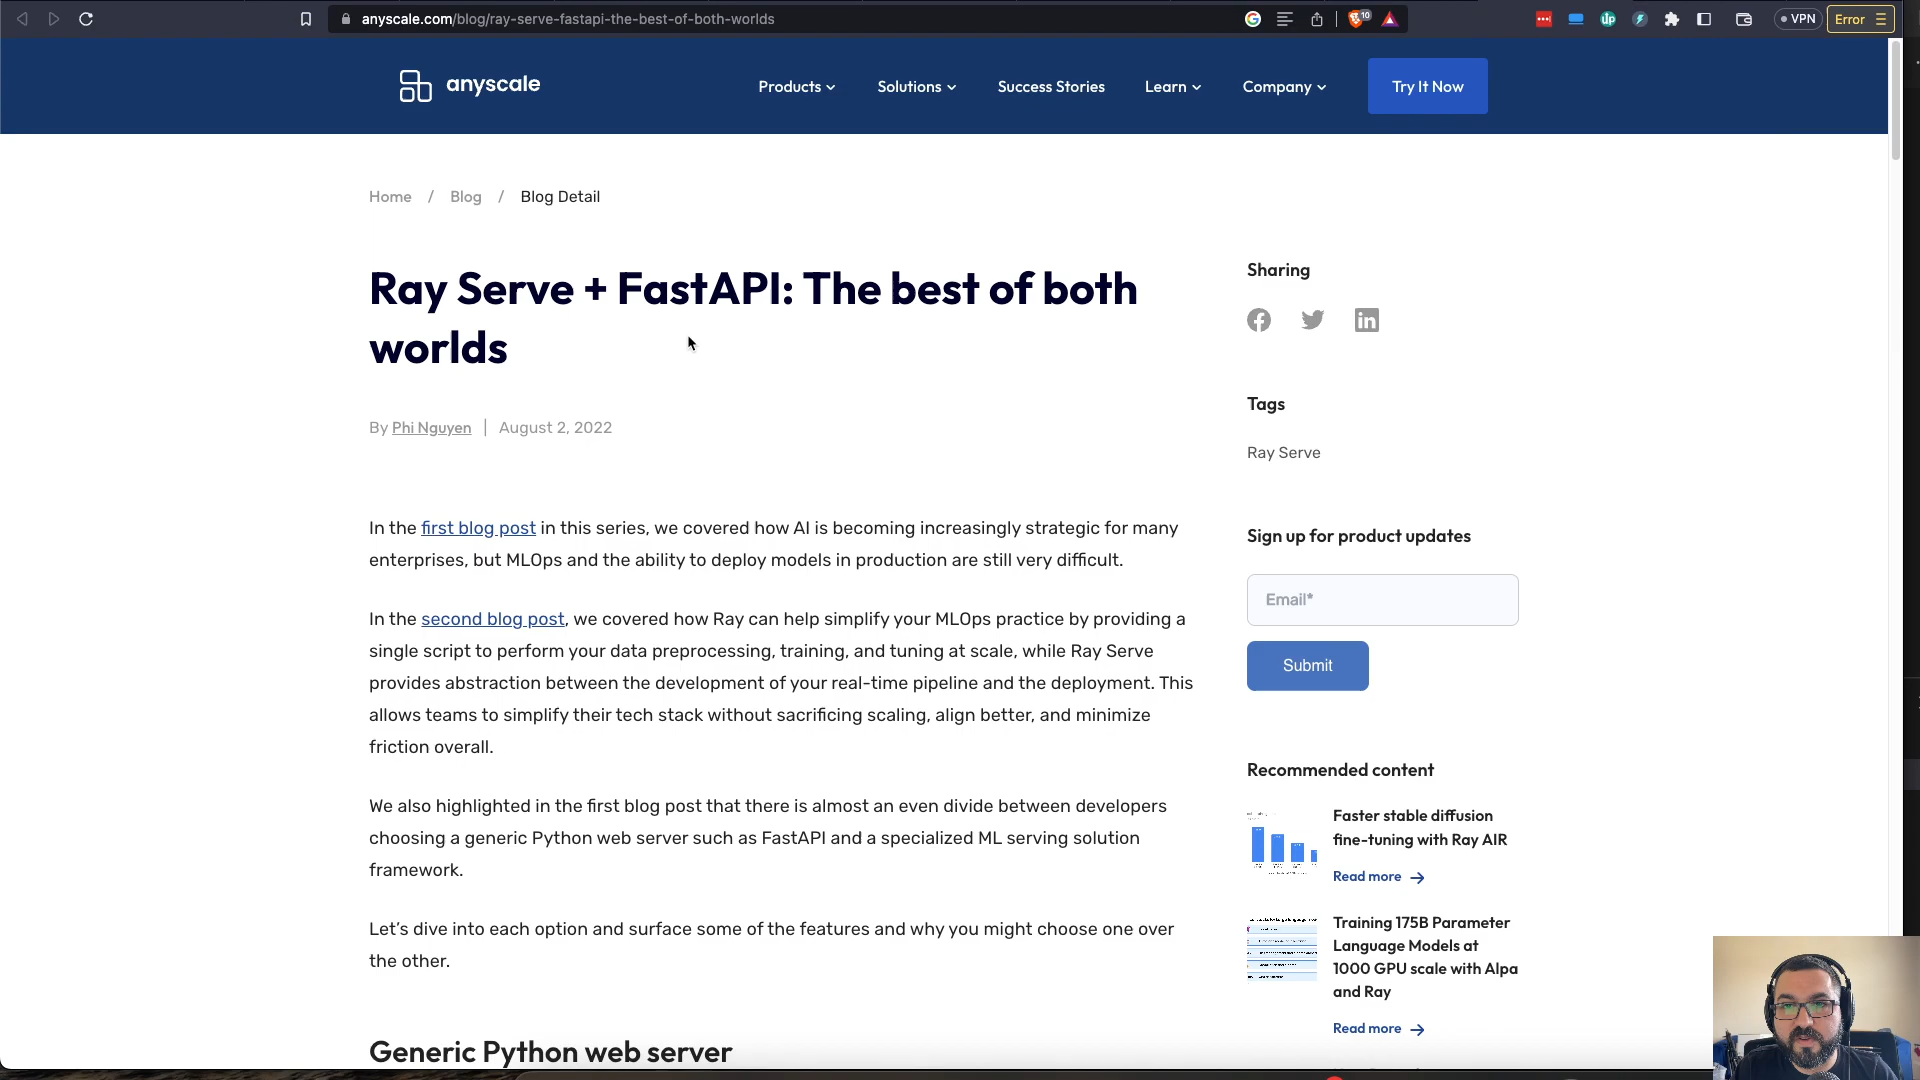 anyscale.com/blog/ray-serve-fastapi-the-best-of-both-worlds
10
up
VPN
Error
anyscale
Products
Solutions
Success Stories
Learn
Company
Try It Now
Home / Blog / Blog Detail
Ray Serve + FastAPI: The best of both
worlds
By Phi Nguyen | August 2, 2022
In the first blog post in this series, we covered how AI is becoming increasingly strategic for many
enterprises, but MLOps and the ability to deploy models in production are still very difficult.
In the second blog post, we covered how Ray can help simplify your MLOps practice by providing a
single script to perform your data preprocessing, training, and tuning at scale, while Ray Serve
provides abstraction between the development of your real-time pipeline and the deployment. This
allows teams to simplify their tech stack without sacrificing scaling, align better, and minimize
friction overall.
We also highlighted in the first blog post that there is almost an even divide between developers
choosing a generic Python web server such as FastAPI and a specialized ML serving solution
framework.
Let's dive into each option and surface some of the features and why you might choose one over
the other.
Generic Python web server
Sharing
Tags
Ray Serve
Sign up for product updates
Email*
Submit
Recommended content
Faster stable diffusion
fine-tuning with Ray AIR
Read more
Training 175B Parameter
Language Models at
1000 GPU scale with Alpa
and Ray
Read more